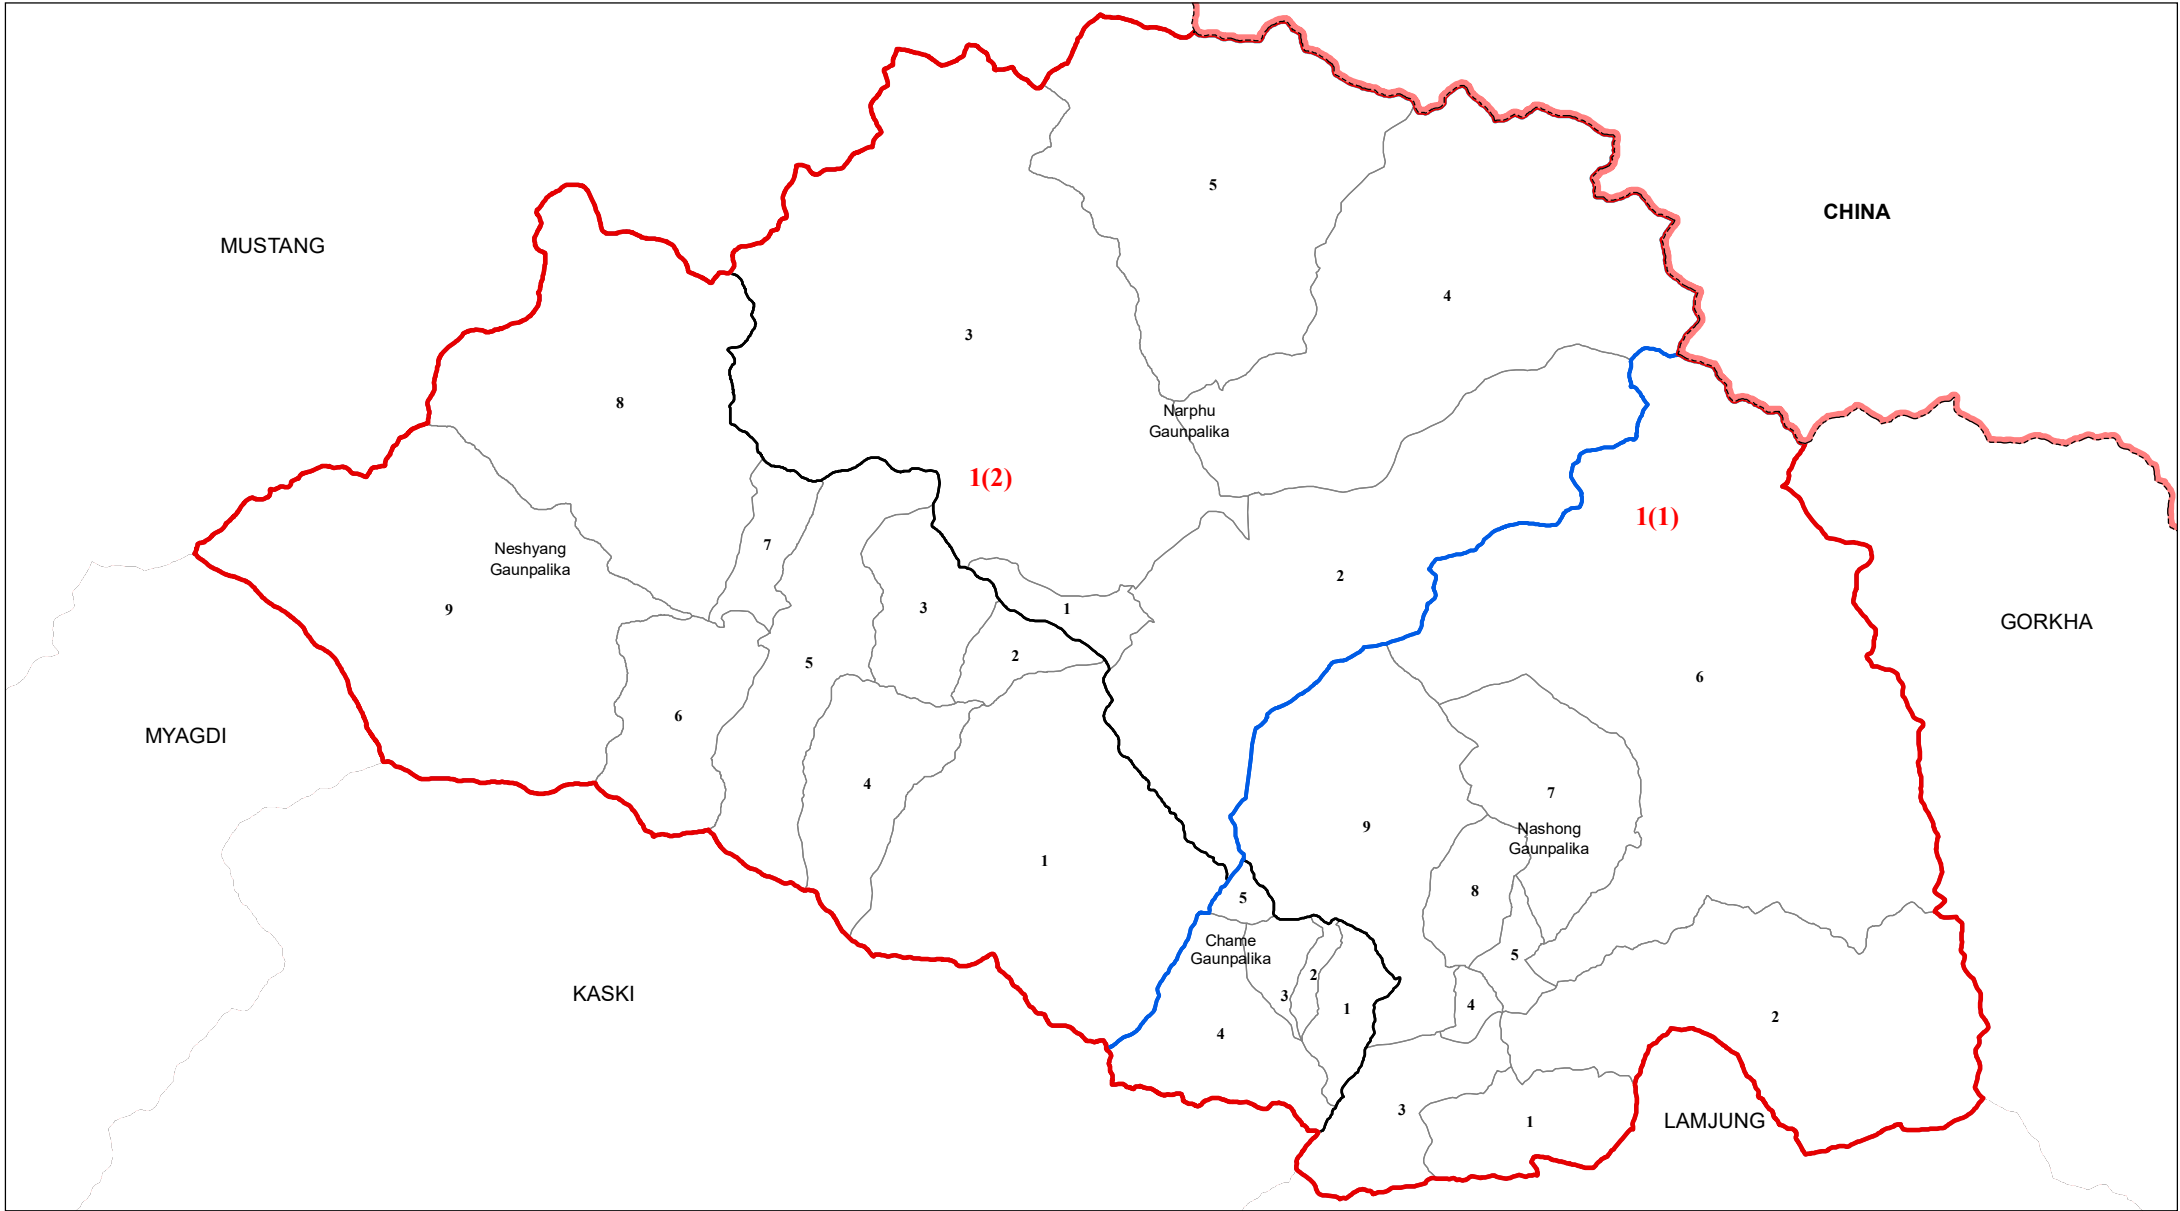 5
CHINA
MUSTANG
4
3
8
Narphu
Gaunpalika
1(2)
1(1)
7
Neshyang
Gaunpalika
2
9
3
1
GORKHA
2
5
6
6
MYAGDI
4
7
9
Nashong
Gaunpalika
1
8
5
Chame
Gaunpalika
5
2
KASKI
3
1
4
2
4
3
1
LAMJUNG